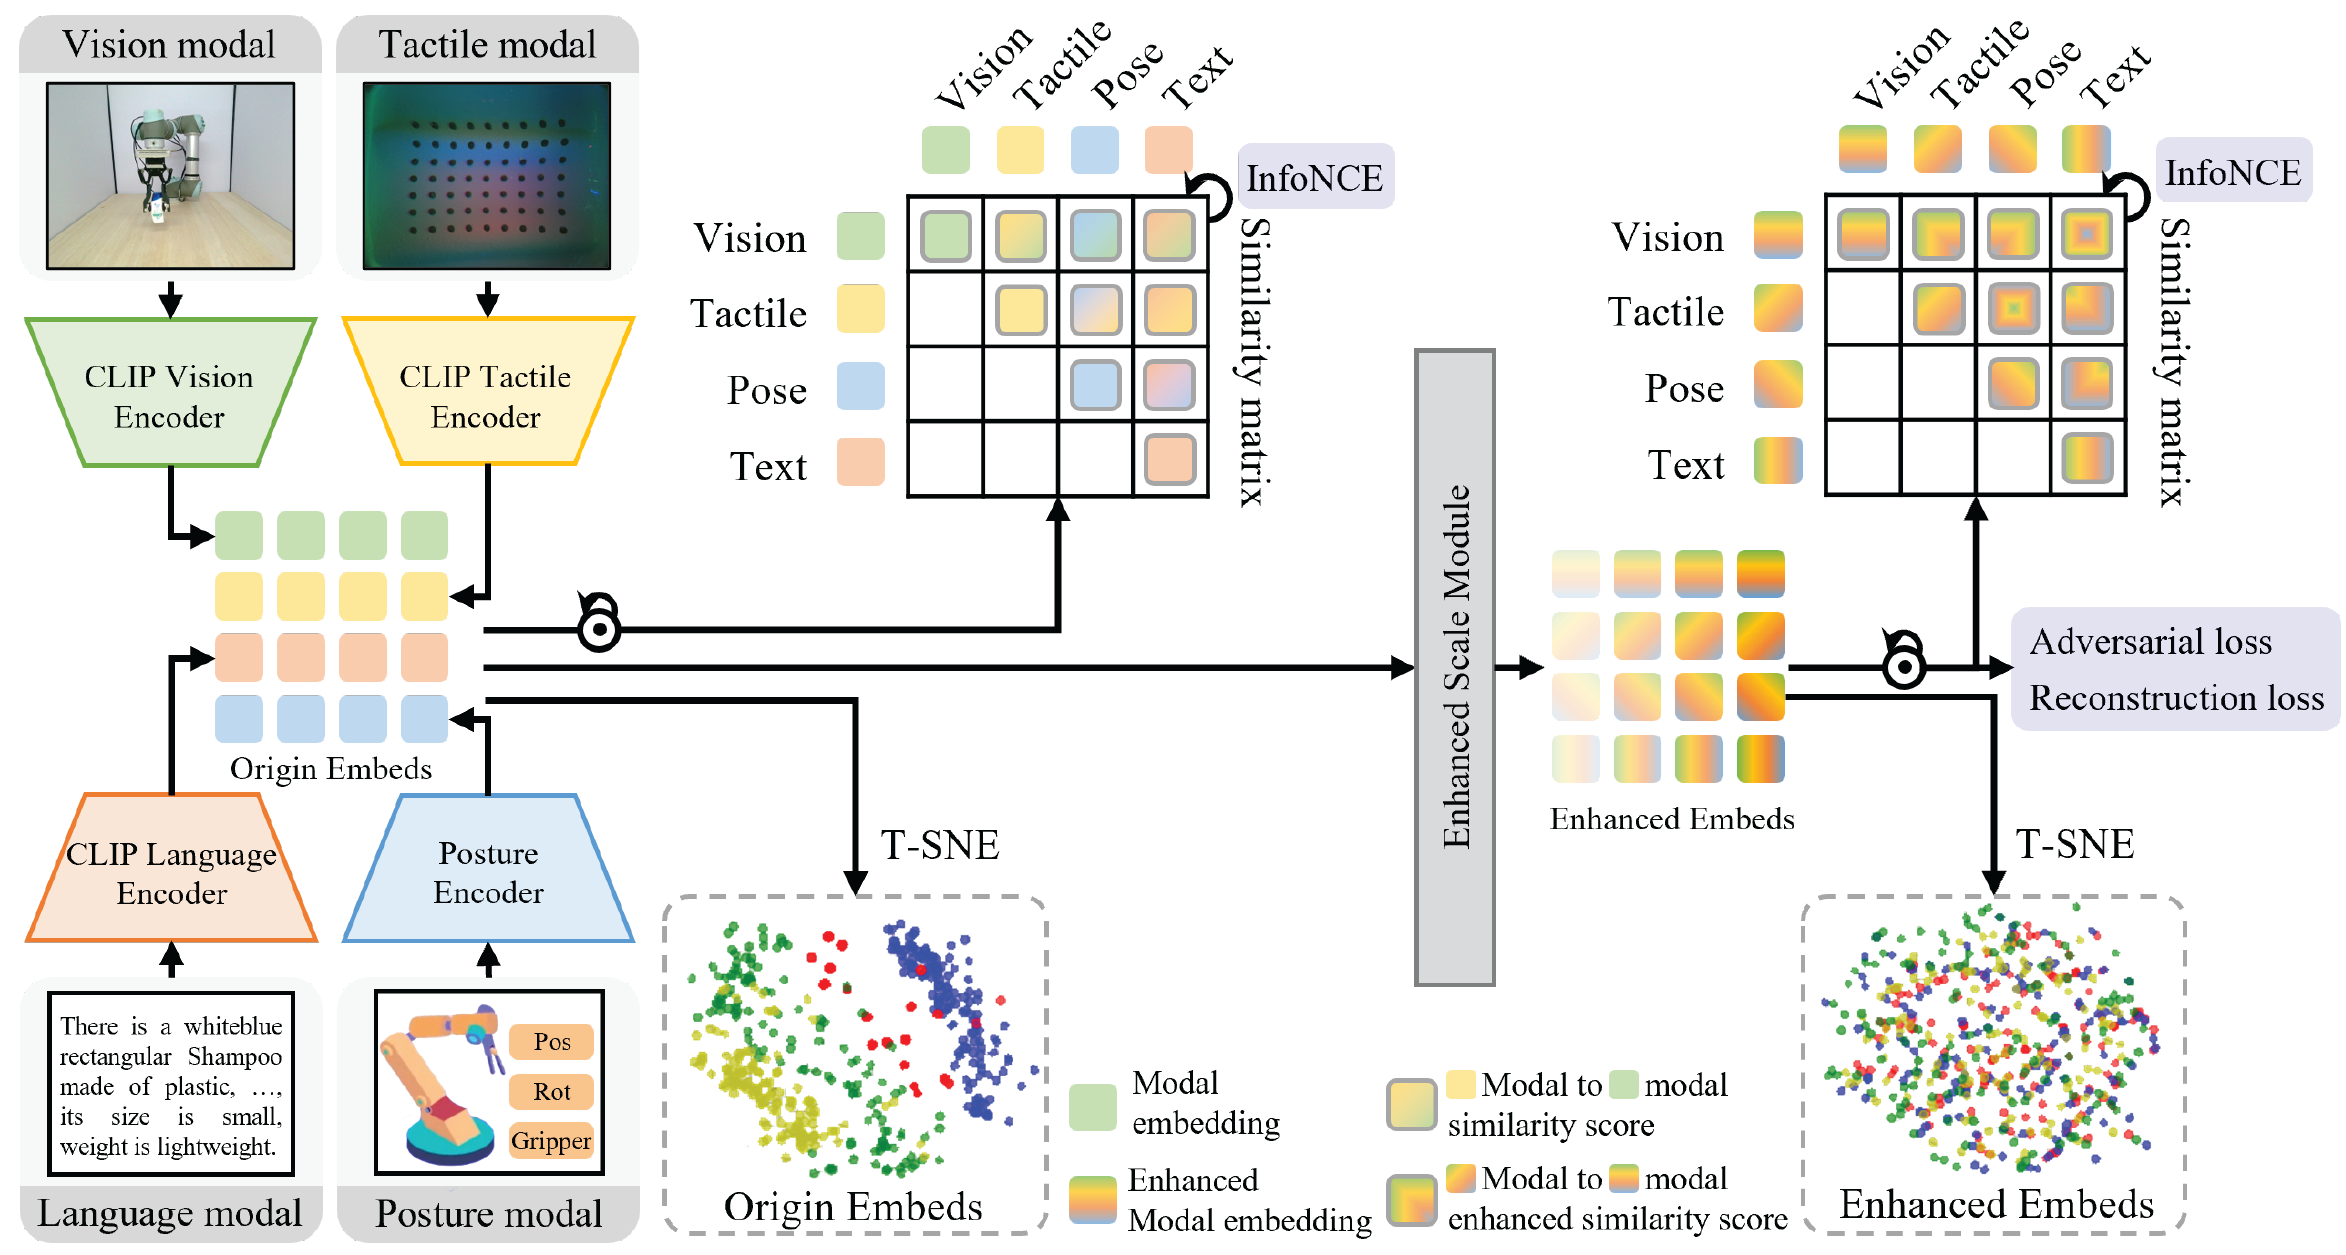 Vision modal
Tactile modal
CLIP Vision
Encoder
CLIP Tactile
Encoder
Origin Embeds
CLIP Language
Encoder
Posture
Encoder
There is a whiteblue
rectangular Shampoo
made of plastic, …,
its size is small,
weight is lightweight.
Pos
Rot
Gripper
Language modal
Posture modal
Vision
Tactile
Pose
Text
InfoNCE
Vision
Tactile
Pose
Text
Similarity matrix
T-SNE
Origin Embeds
Enhanced Scale Module
Vision
Tactile
Pose
Text
InfoNCE
Vision
Tactile
Pose
Text
Similarity matrix
Enhanced Embeds
Adversarial loss
Reconstruction loss
T-SNE
Enhanced Embeds
Modal
embedding
Enhanced
Modal embedding
Modal to modal
similarity score
Modal to modal
enhanced similarity score